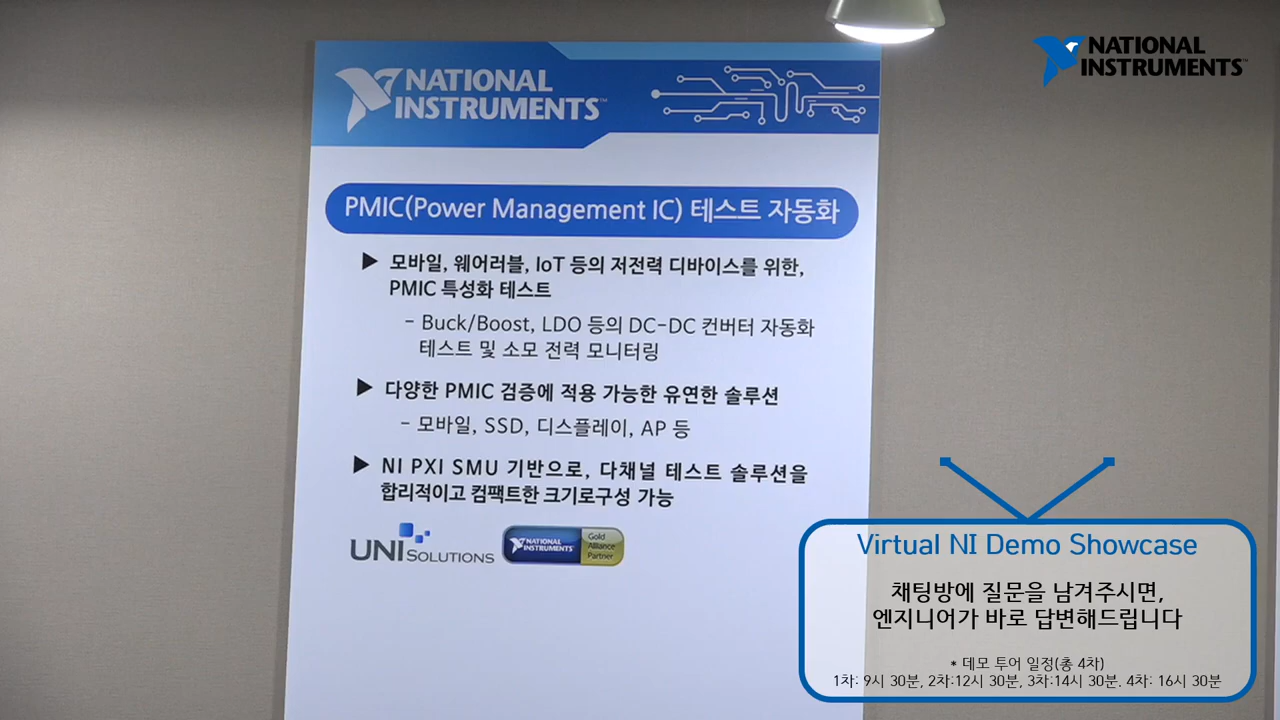 NATIONAL
INSTRUMENTS™
NATIONAL
INSTRUMENTS™
PMIC(Power Management IC) 테스트 자동화
▶ 모바일, 웨어러블, IoT 등의 저전력 디바이스를 위한,
PMIC 특성화 테스트
- Buck/Boost, LDO 등의 DC-DC 컨버터 자동화
테스트 및 소모 전력 모니터링
▶ 다양한 PMIC 검증에 적용 가능한 유연한 솔루션
- 모바일, SSD, 디스플레이, AP 등
▶ NI PXI SMU 기반으로, 다채널 테스트 솔루션을
합리적이고 컴팩트한 크기로구성 가능
UNI SOLUTIONS
NATIONAL
INSTRUMENTS
Gold
Alliance
Partner
Virtual NI Demo Showcase
채팅방에 질문을 남겨주시면,
엔지니어가 바로 답변해드립니다
* 데모 투어 일정(총 4차)
1차: 9시 30분, 2차:12시 30분, 3차:14시 30분. 4차: 16시 30분